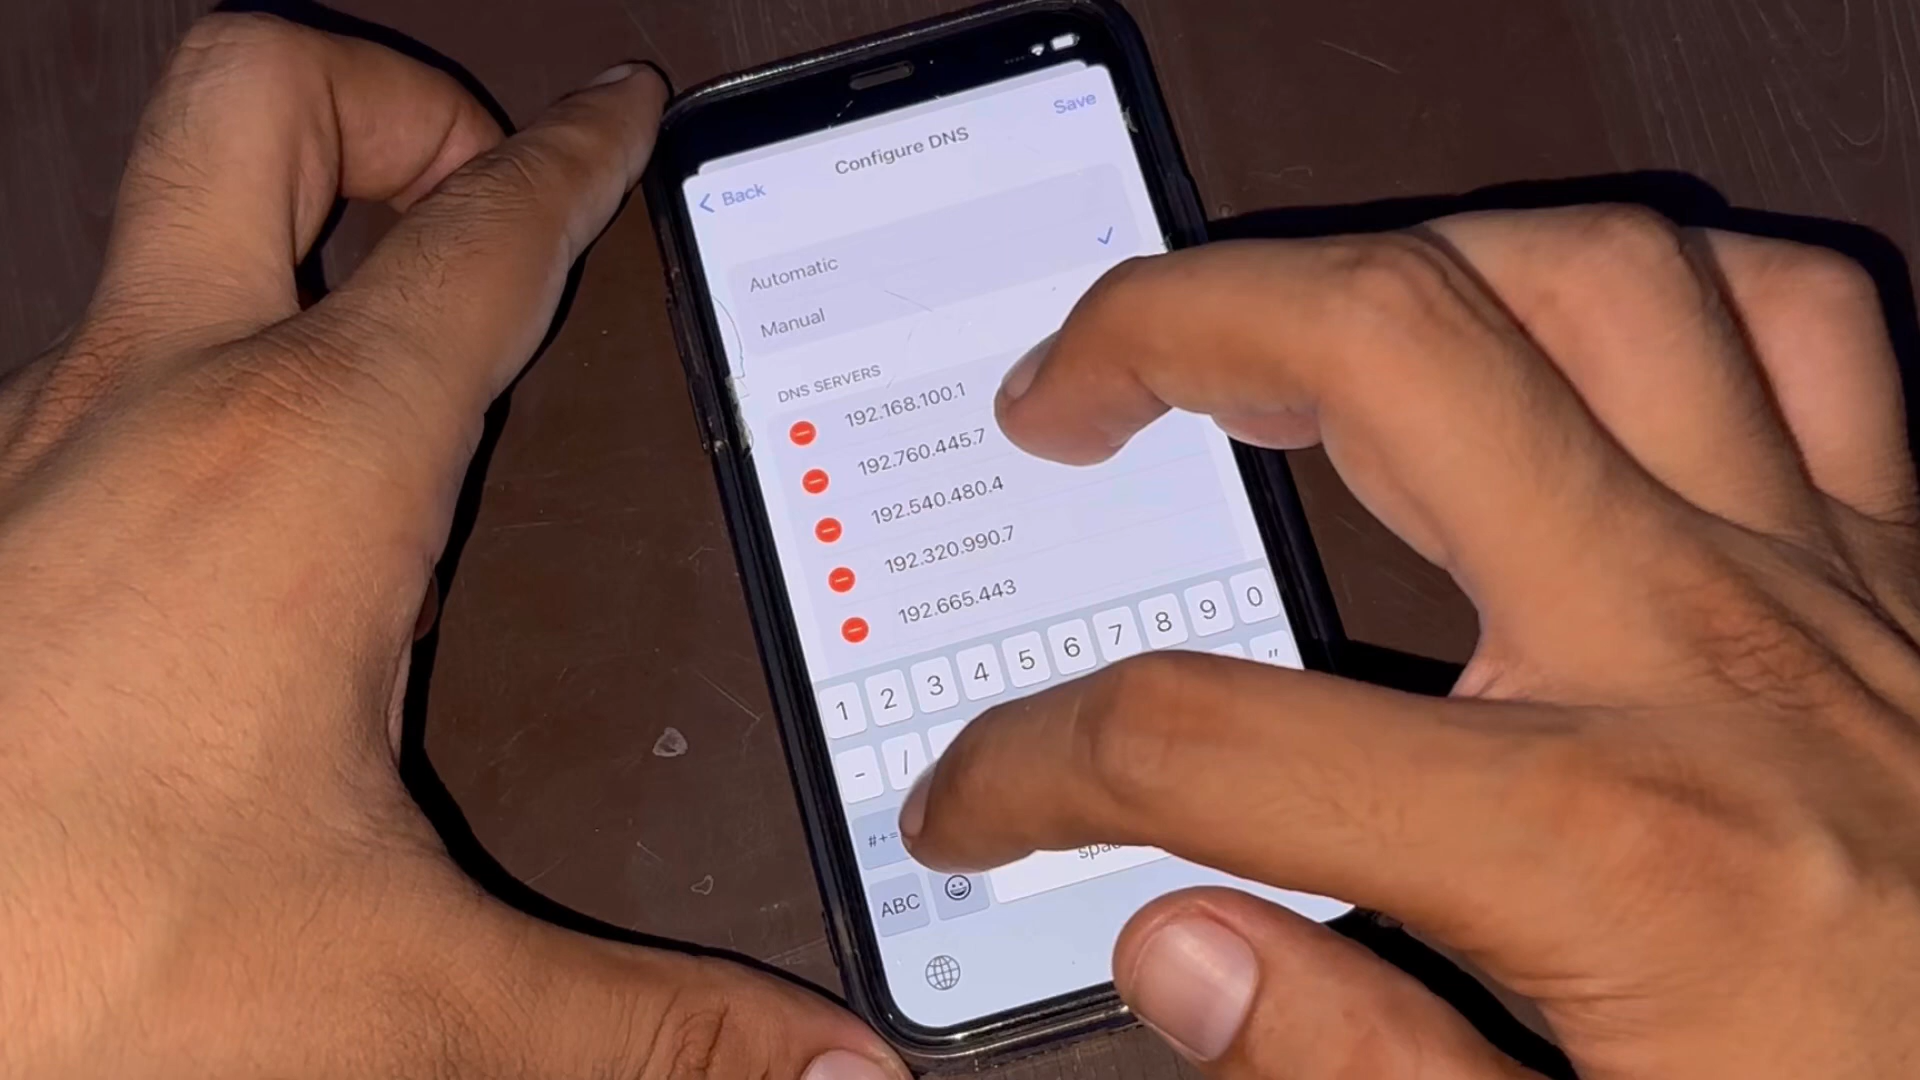 Save
Configure DNS
Back
Automatic
Manual
DNS SERVERS
192.168.100.1
192.760.445.7
192.540.480.4
192.320.990.7
192.665.443
1 2 3 4 5 6 7 8 9 0
- / "
#+=
ABC